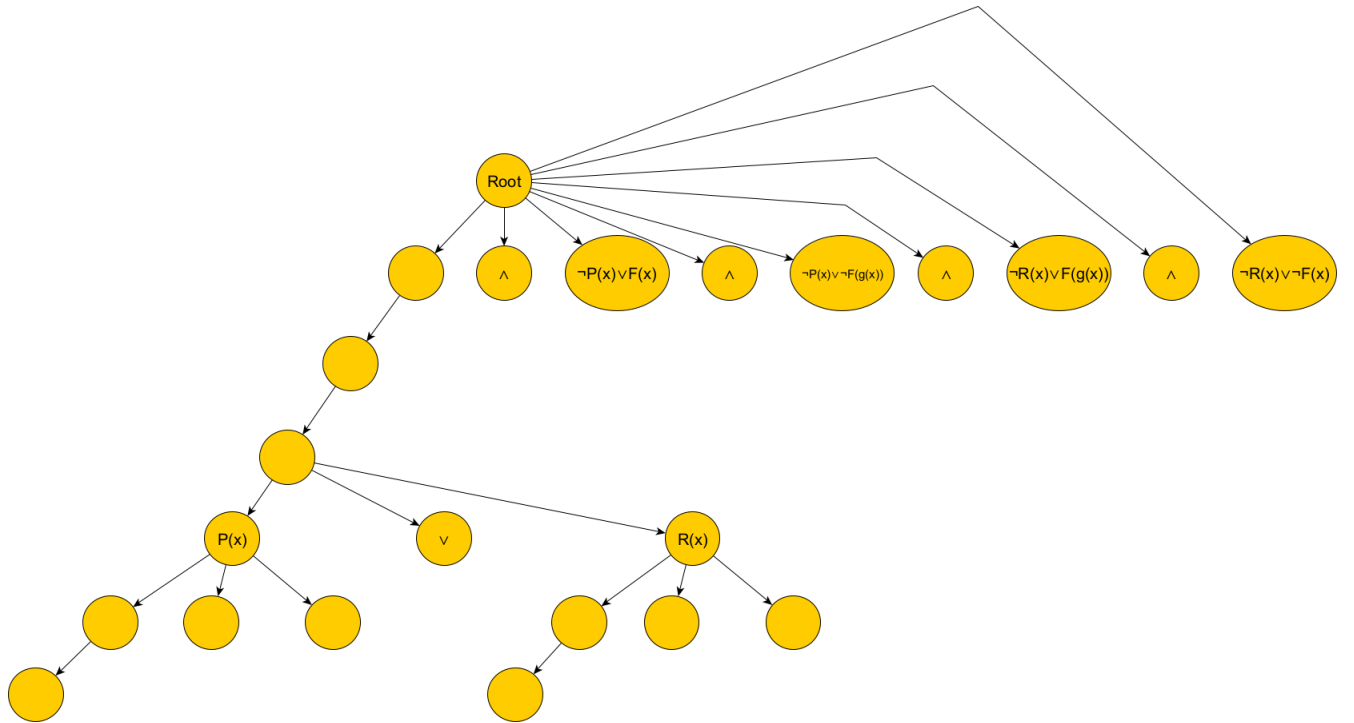 Root
∧
¬P(x)∨F(x)
∧
¬P(x)∨¬F(g(x))
∧
¬R(x)∨F(g(x))
∧
¬R(x)∨¬F(x)
P(x)
∨
R(x)